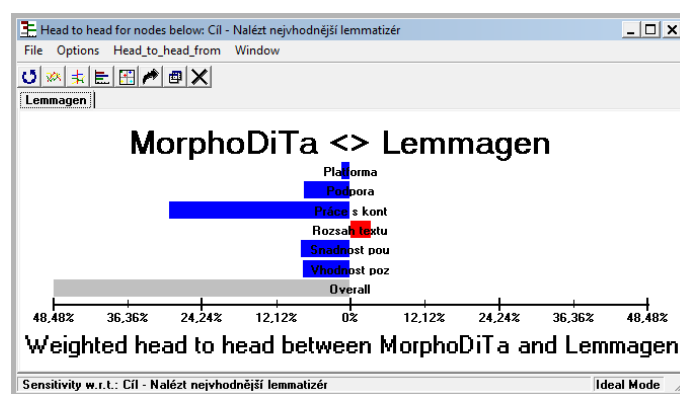 Head to head for nodes below: Cíl - Nalézt nejvhodnější lemmatizér
File Options Head_to_head_from Window
Lemmagen
MorphoDiTa <> Lemmagen
Platforma
Podpora
Práce s kont
Rozsah textu
Snadnost pou
Vhodnost poz
Overall
48,48% 36,36% 24,24% 12,12% 0% 12,12% 24,24% 36,36% 48,48%
Weighted head to head between MorphoDiTa and Lemmagen
Sensitivity w.r.t.: Cíl - Nalézt nejvhodnější lemmatizér Ideal Mode